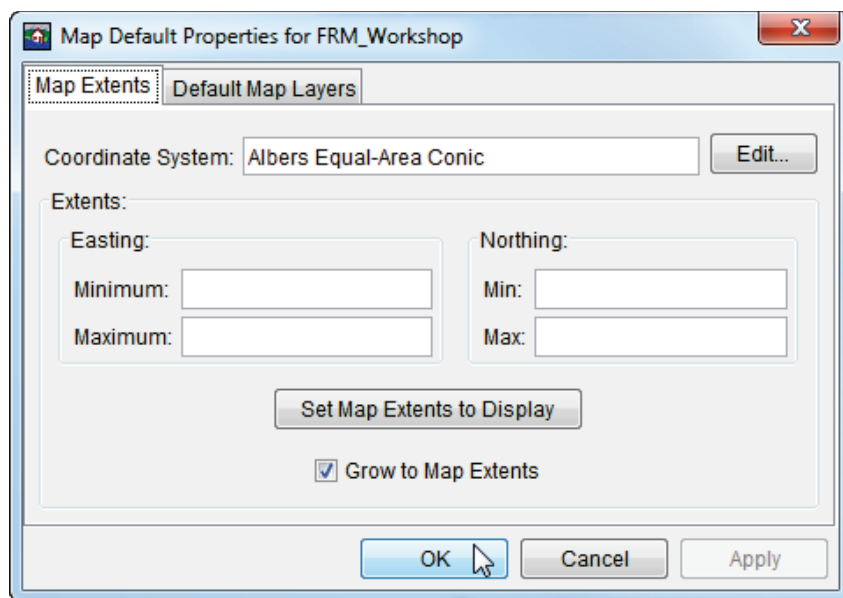 Map Default Properties for FRM_Workshop
Map Extents Default Map Layers
Coordinate System: Albers Equal-Area Conic Edit...
Extents:
Easting: Northing:
Minimum: Min:
Maximum: Max:
Set Map Extents to Display
Grow to Map Extents
OK Cancel Apply